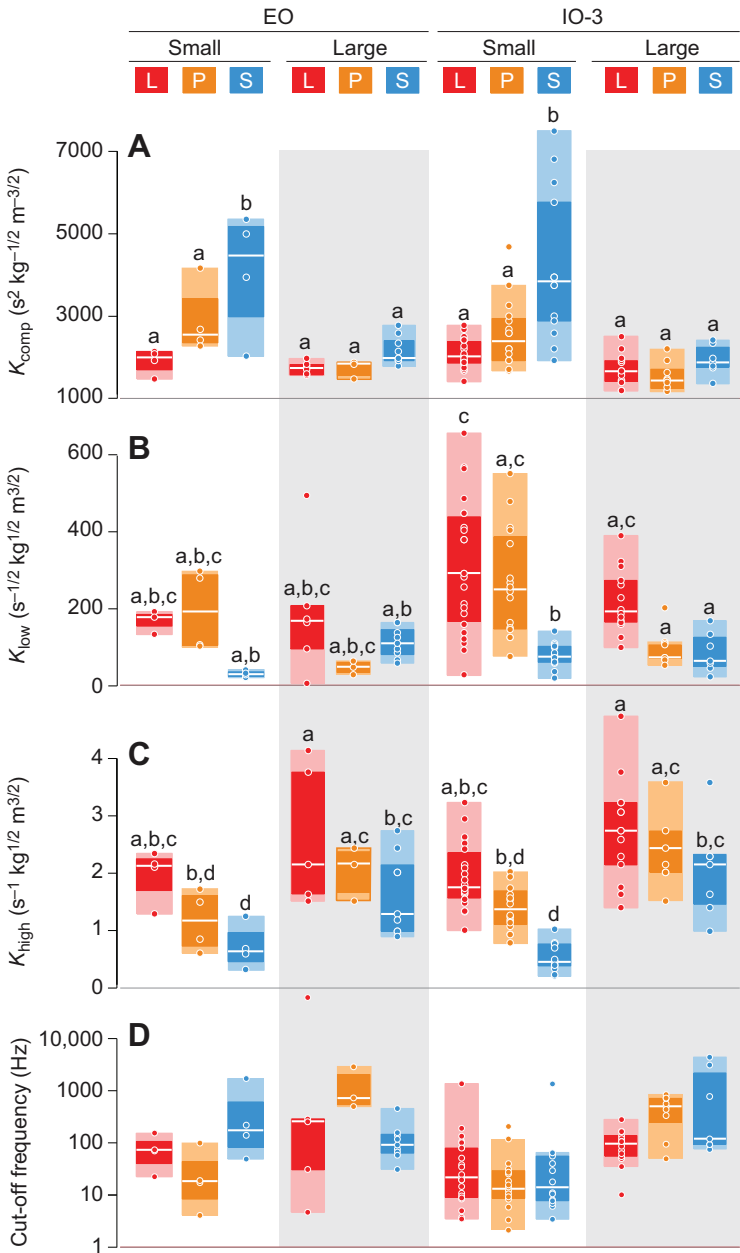 EO IO-3
Small Large Small Large
L P S L P S L P S L P S
A
7000
5000
3000
1000
Kcomp (s² kg⁻¹/² m⁻³/²)
a a b a a a a a b a a a
B
600
400
200
0
Klow (s⁻¹/² kg¹/² m³/²)
a,b,c a,b,c a,b a,b,c a,b,c a,b c a,c b a,c a a
C
4
3
2
1
0
Khigh (s⁻¹ kg¹/² m³/²)
a,b,c b,d d a a,c b,c a,b,c b,d d a a,c b,c
D
10,000
1000
100
10
1
Cut-off frequency (Hz)